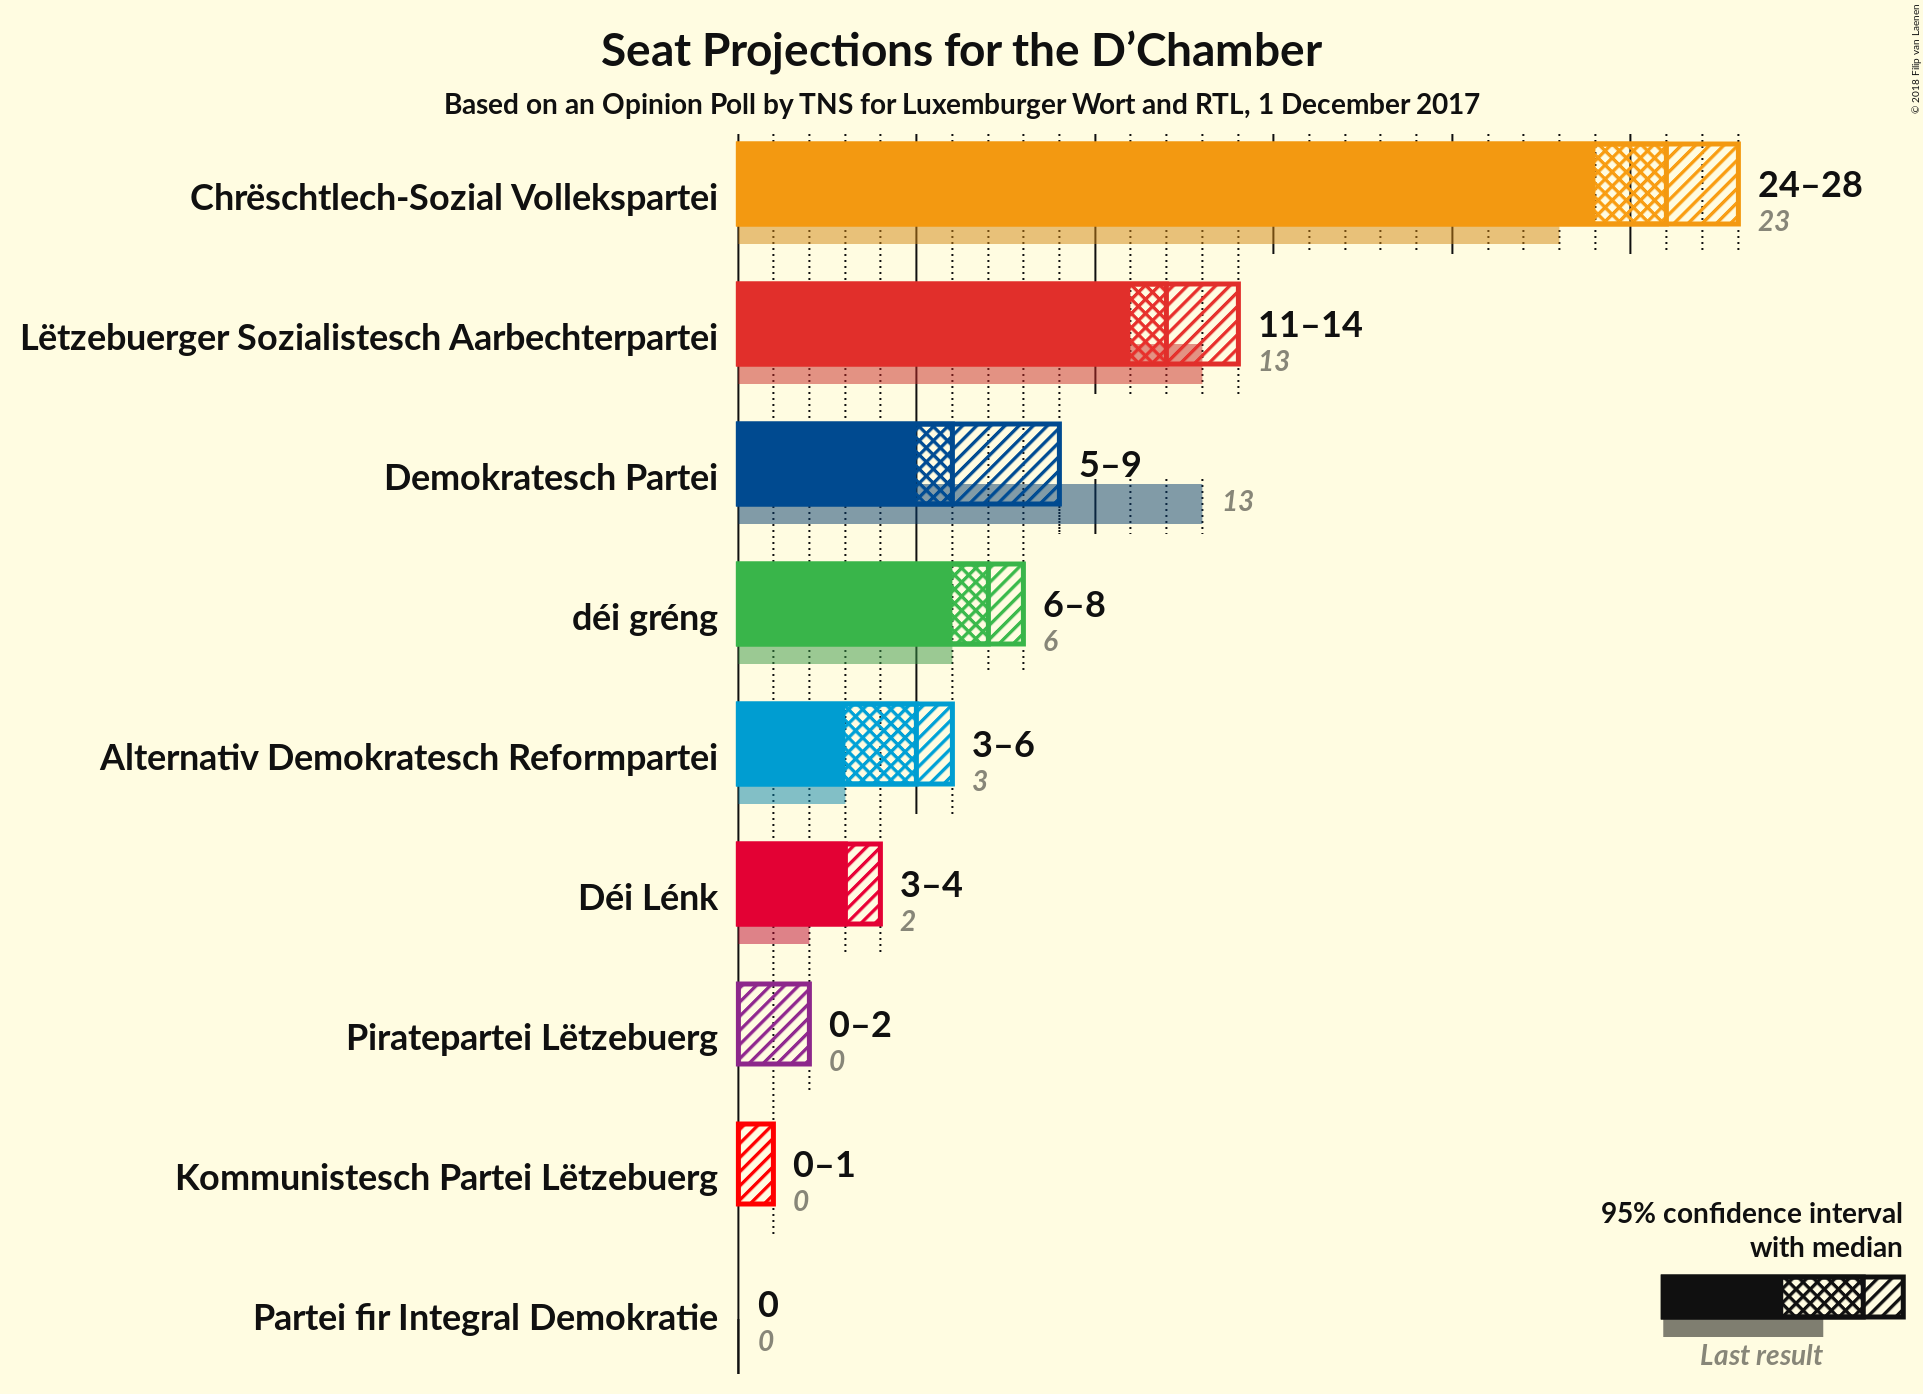 Seat Projections for the D’Chamber
Based on an Opinion Poll by TNS for Luxemburger Wort and RTL, 1 December 2017
© 2018 Filip van Laenen
Chrëschtlech-Sozial Vollekspartei
24–28
23
Lëtzebuerger Sozialistesch Aarbechterpartei
11–14
13
Demokratesch Partei
5–9
13
déi gréng
6–8
6
Alternativ Demokratesch Reformpartei
3–6
3
Déi Lénk
3–4
2
Piratepartei Lëtzebuerg
0–2
0
Kommunistesch Partei Lëtzebuerg
0–1
0
Partei fir Integral Demokratie
0
0
95% confidence interval
with median
Last result